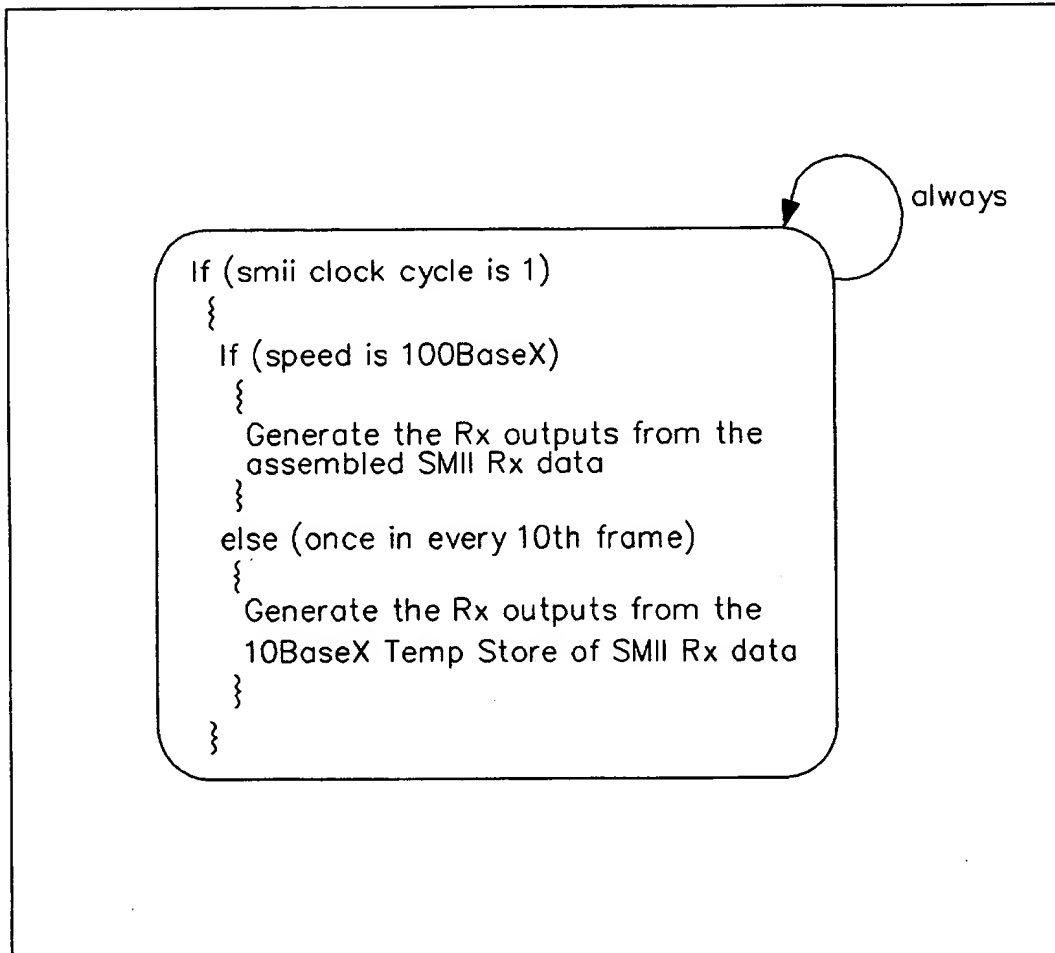 always
If (smii clock cycle is 1)
{
If (speed is 100BaseX)
{
Generate the Rx outputs from the
assembled SMII Rx data
}
else (once in every 10th frame)
{
Generate the Rx outputs from the
10BaseX Temp Store of SMII Rx data
}
}